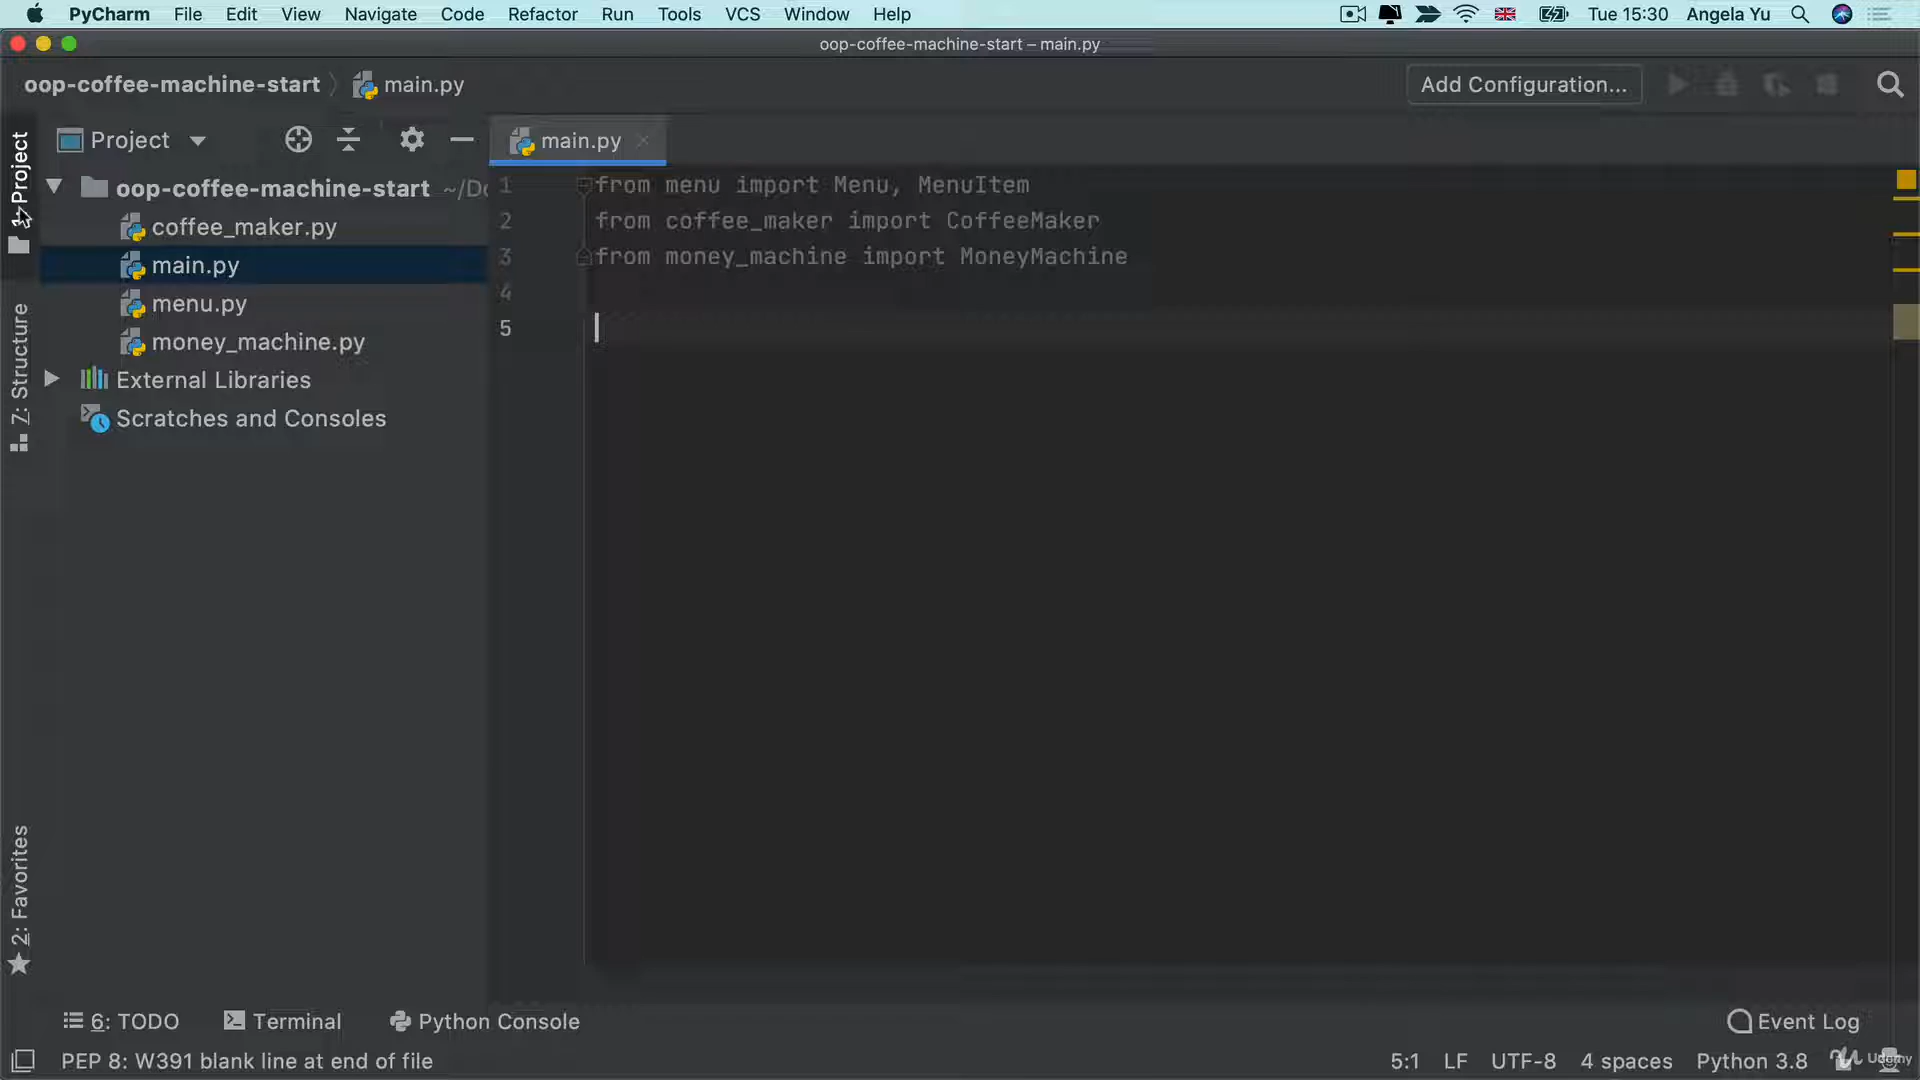 PyCharm File Edit View Navigate Code Refactor Run Tools VCS Window Help Tue 15:30 Angela Yu
oop-coffee-machine-start – main.py
oop-coffee-machine-start main.py Add Configuration...
1: Project
Project
main.py
oop-coffee-machine-start ~/Do
coffee_maker.py
main.py
menu.py
money_machine.py
External Libraries
Scratches and Consoles
7: Structure
2: Favorites
1 from menu import Menu, MenuItem
2 from coffee_maker import CoffeeMaker
3 from money_machine import MoneyMachine
4
5
6: TODO Terminal Python Console Event Log
PEP 8: W391 blank line at end of file 5:1 LF UTF-8 4 spaces Python 3.8
Udemy